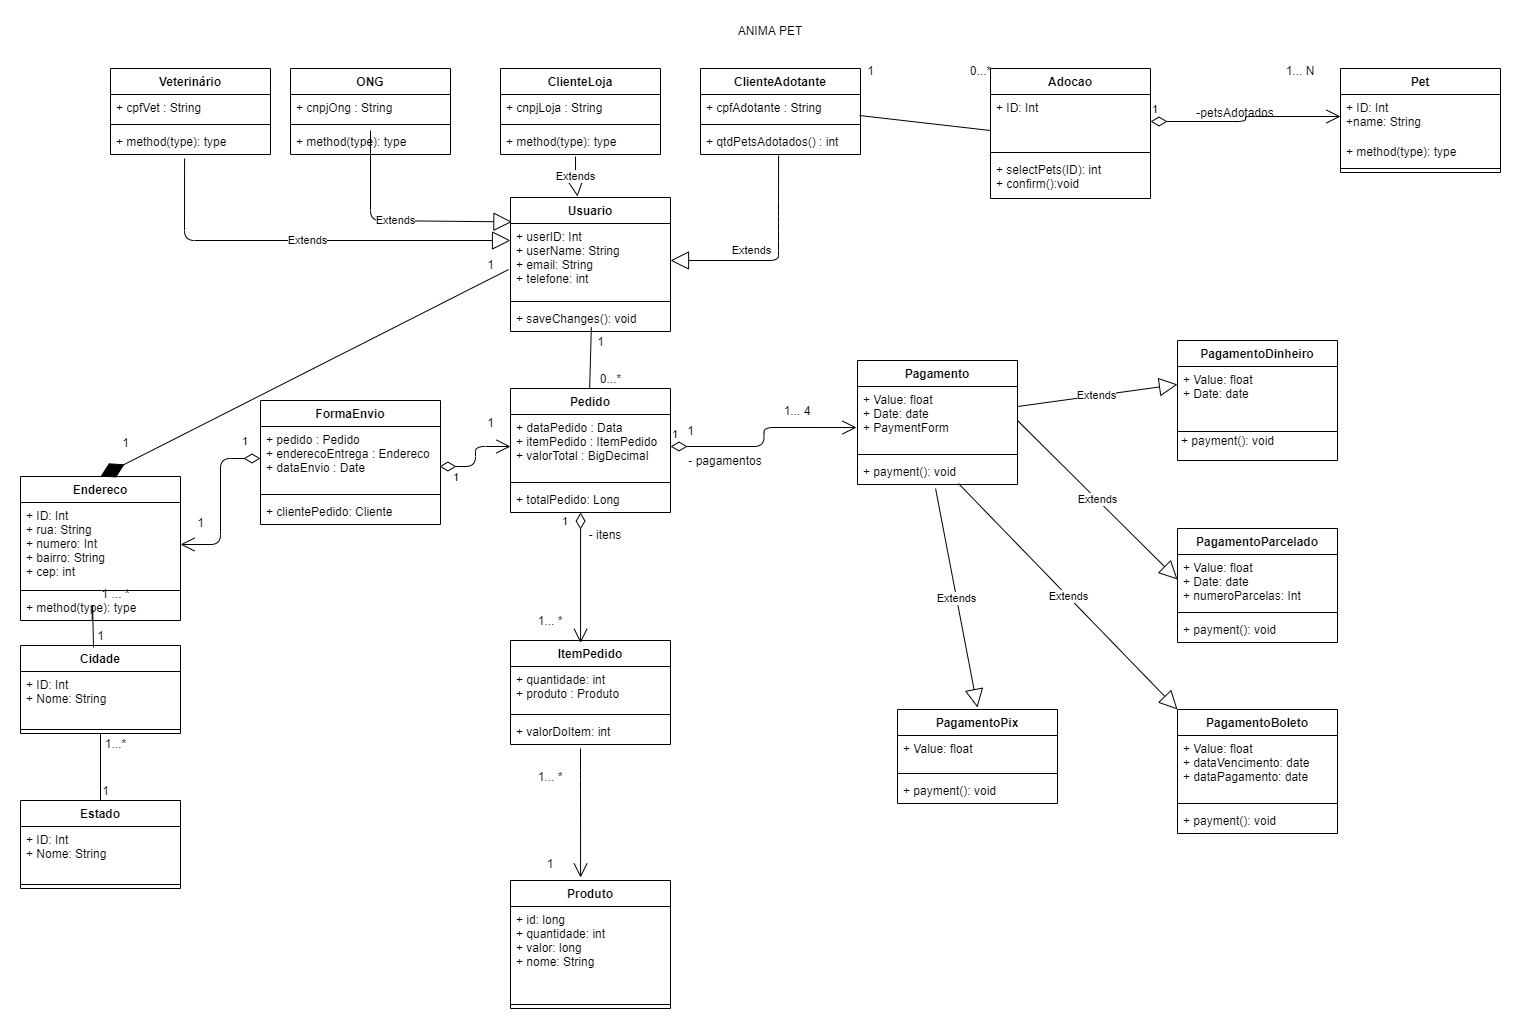 ANIMA PET
Veterinário
+ cpfVet : String
+ method(type): type
ONG
+ cnpjOng : String
+ method(type): type
ClienteLoja
+ cnpjLoja : String
+ method(type): type
ClienteAdotante
+ cpfAdotante : String
+ qtdPetsAdotados() : int
1
0...*
Adocao
+ ID: Int
+ selectPets(ID): int
+ confirm():void
1
-petsAdotados
1... N
Pet
+ ID: Int
+name: String
+ method(type): type
Extends
Extends
Extends
Extends
Usuario
+ userID: Int
+ userName: String
+ email: String
+ telefone: int
+ saveChanges(): void
1
1
1
0...*
FormaEnvio
+ pedido : Pedido
+ enderecoEntrega : Endereco
+ dataEnvio : Date
+ clientePedido: Cliente
1
1
1
1
Pedido
+ dataPedido : Data
+ itemPedido : ItemPedido
+ valorTotal : BigDecimal
+ totalPedido: Long
1
1
- pagamentos
1... 4
Pagamento
+ Value: float
+ Date: date
+ PaymentForm
+ payment(): void
Extends
PagamentoDinheiro
+ Value: float
+ Date: date
+ payment(): void
Extends
PagamentoParcelado
+ Value: float
+ Date: date
+ numeroParcelas: Int
+ payment(): void
Extends
Extends
PagamentoPix
+ Value: float
+ payment(): void
PagamentoBoleto
+ Value: float
+ dataVencimento: date
+ dataPagamento: date
+ payment(): void
Endereco
+ ID: Int
+ rua: String
+ numero: Int
+ bairro: String
+ cep: int
1 ... *
+ method(type): type
1
Cidade
+ ID: Int
+ Nome: String
1...*
1
Estado
+ ID: Int
+ Nome: String
1
- itens
1... *
ItemPedido
+ quantidade: int
+ produto : Produto
+ valorDoItem: int
1... *
1
Produto
+ id: long
+ quantidade: int
+ valor: long
+ nome: String